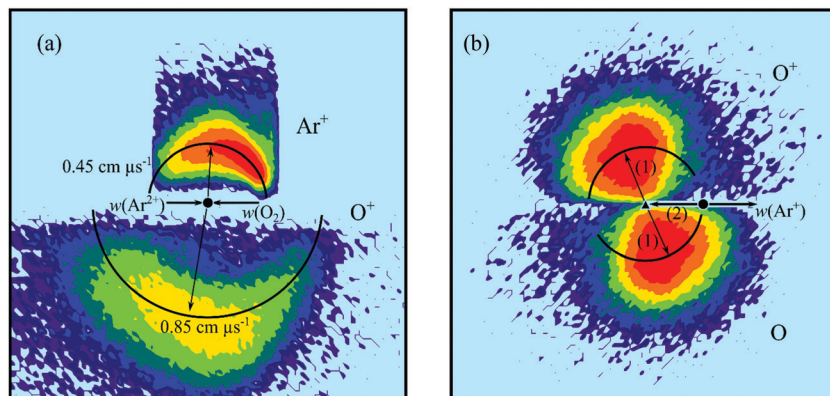 (a)
Ar+
0.45 cm µs-1
w(Ar2+)
w(O2)
O+
0.85 cm µs-1
(b)
O+
(1)
(2)
w(Ar+)
(1)
O